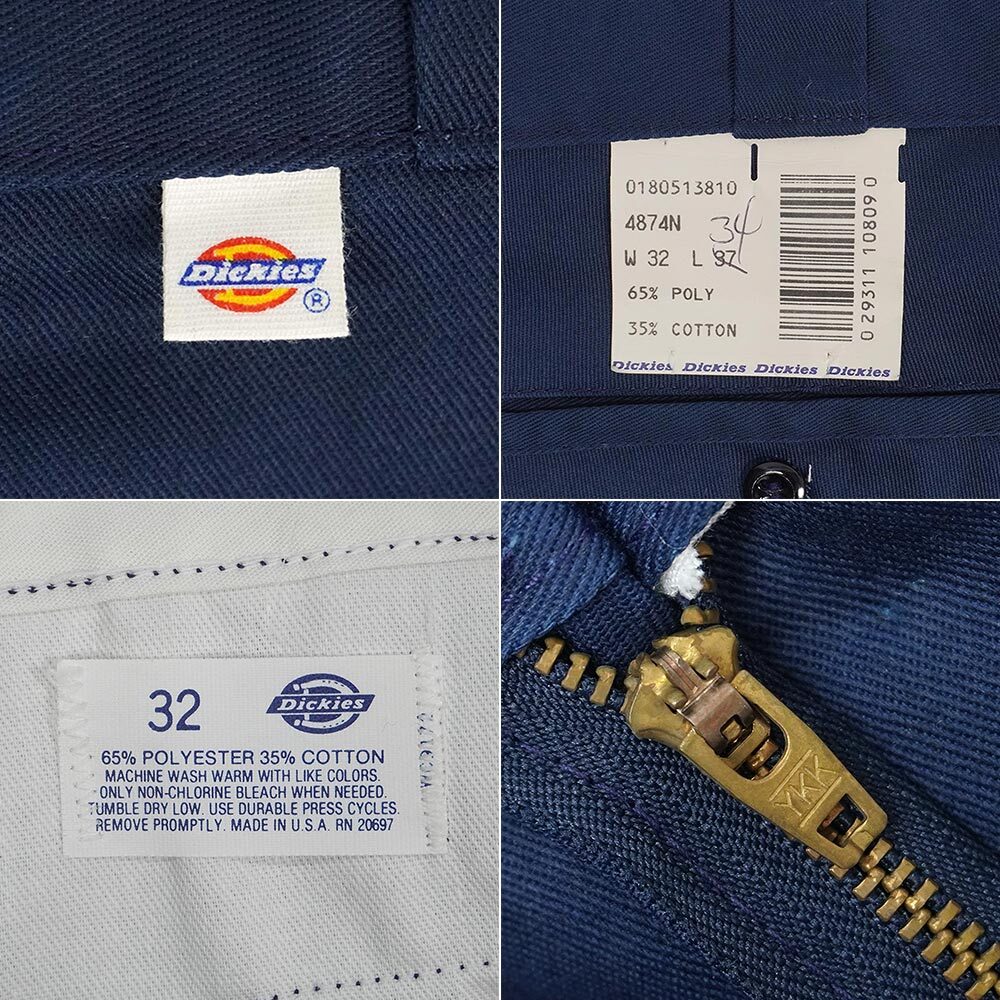 Dickies ®
0180513810
4874N 34
W 32 L 37
65% POLY
35% COTTON
0 29311 108090
Dickies Dickies Dickies Dickies
32 Dickies
65% POLYESTER 35% COTTON
MACHINE WASH WARM WITH LIKE COLORS.
ONLY NON-CHLORINE BLEACH WHEN NEEDED.
TUMBLE DRY LOW. USE DURABLE PRESS CYCLES.
REMOVE PROMPTLY. MADE IN U.S.A. RN 20697
YKK